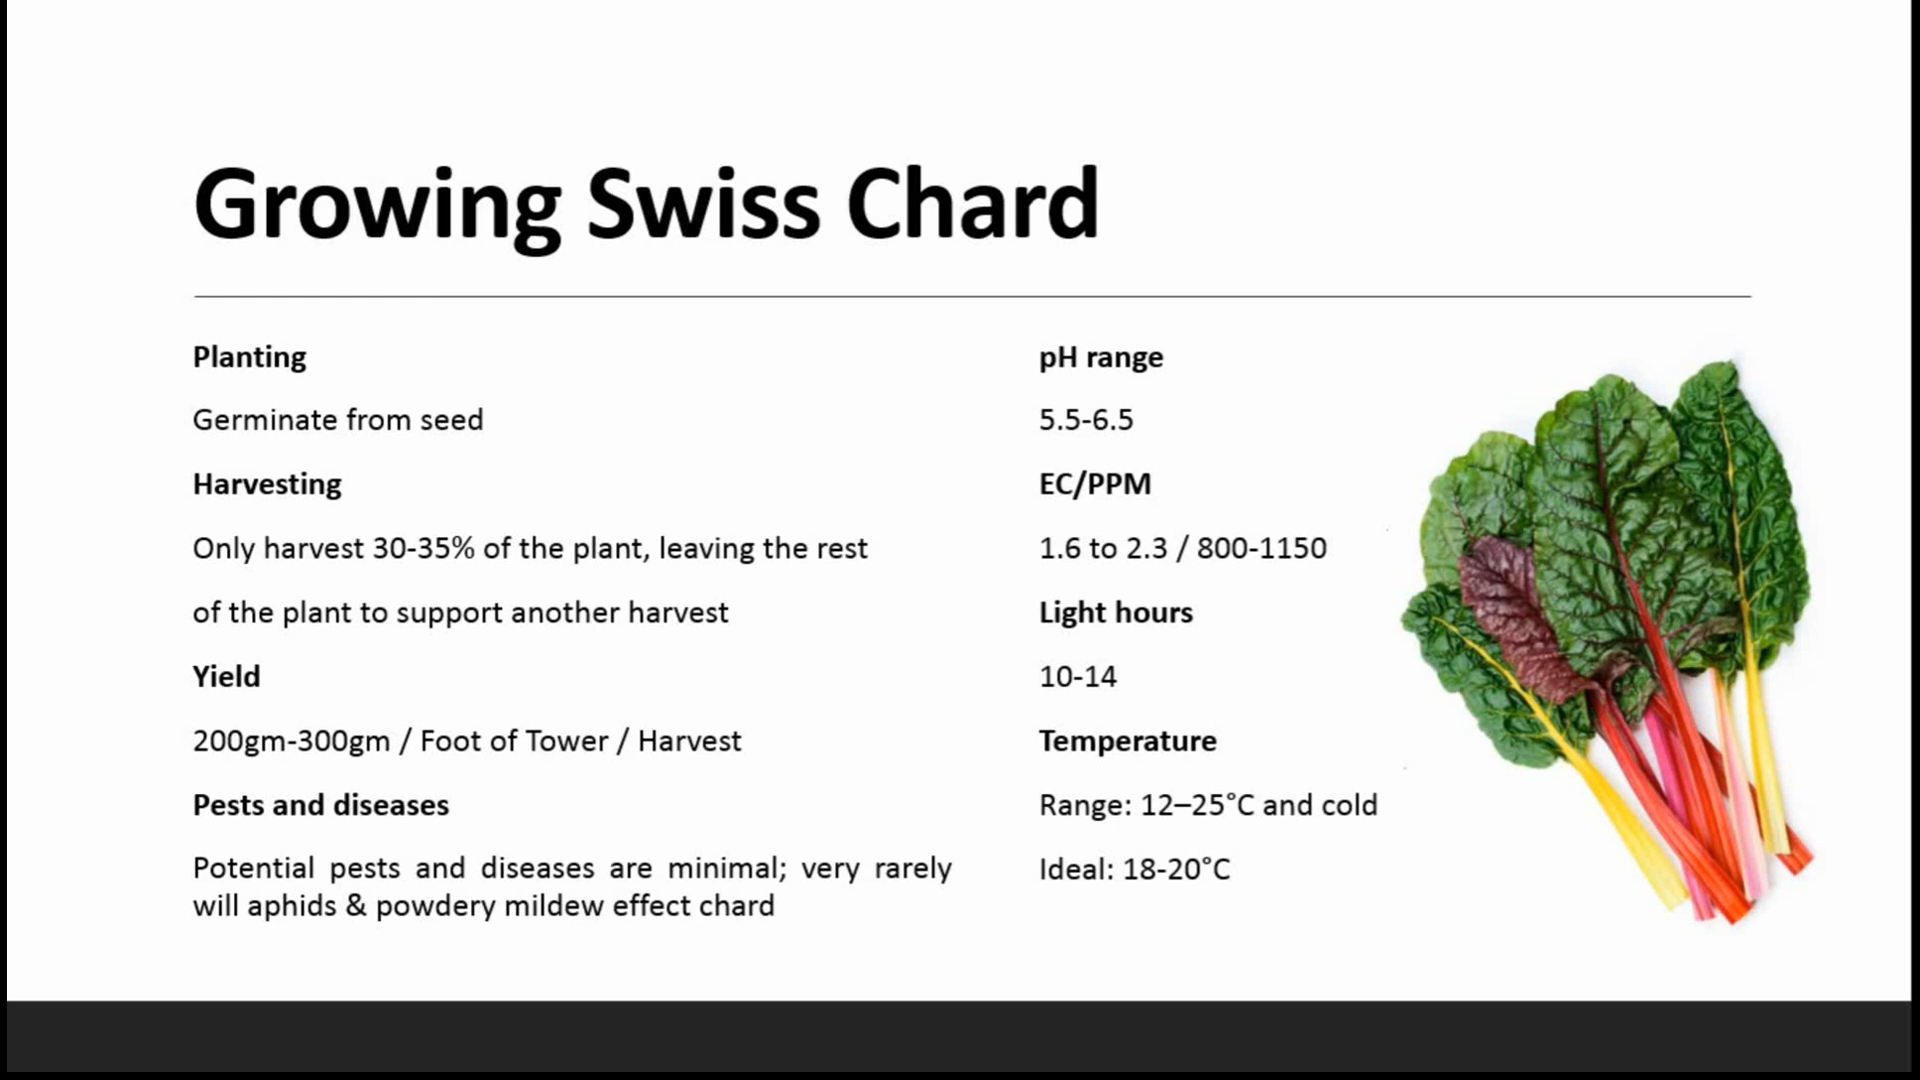 Growing Swiss Chard
Planting
Germinate from seed
Harvesting
Only harvest 30-35% of the plant, leaving the rest
of the plant to support another harvest
Yield
200gm-300gm / Foot of Tower / Harvest
Pests and diseases
Potential pests and diseases are minimal; very rarely
will aphids & powdery mildew effect chard
pH range
5.5-6.5
EC/PPM
1.6 to 2.3 / 800-1150
Light hours
10-14
Temperature
Range: 12–25°C and cold
Ideal: 18-20°C